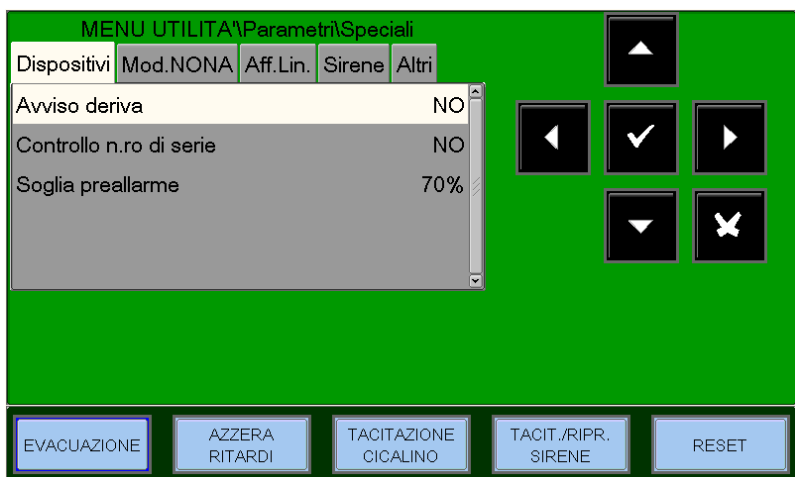 MENU UTILITA'\Parametri\Speciali
Dispositivi Mod.NONA Aff.Lin. Sirene Altri
Avviso deriva NO
Controllo n.ro di serie NO
Soglia preallarme 70%
EVACUAZIONE
AZZERA
RITARDI
TACITAZIONE
CICALINO
TACIT./RIPR.
SIRENE
RESET